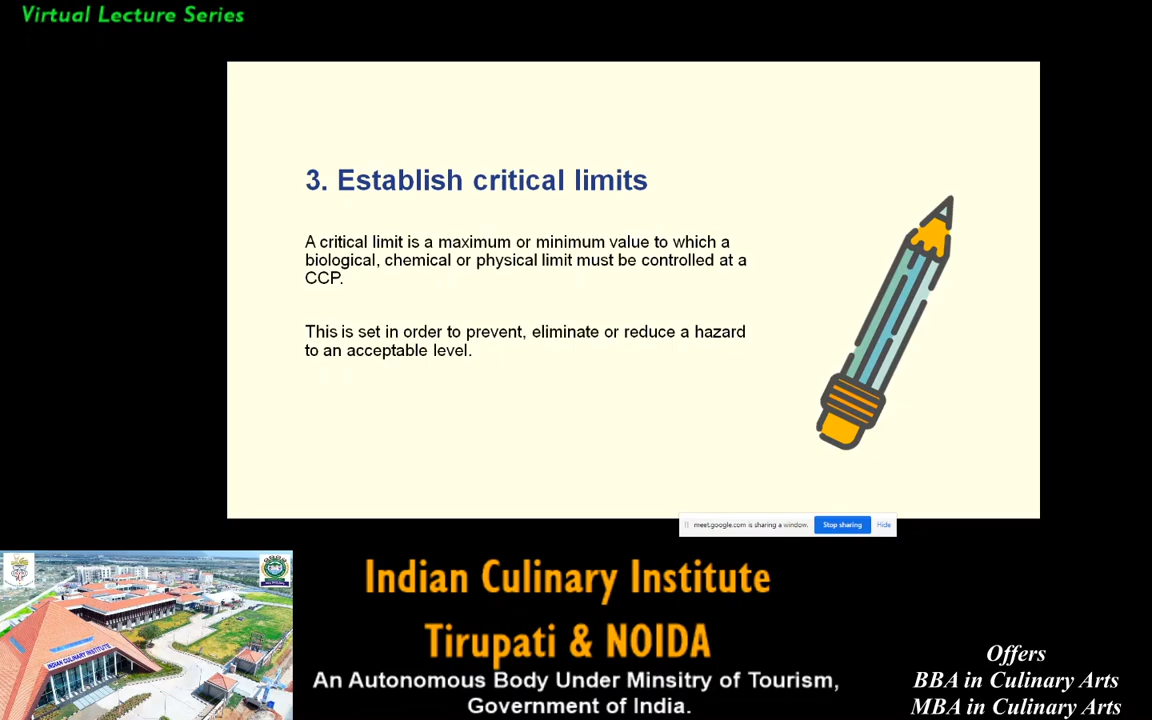 Virtual Lecture Series
3. Establish critical limits
A critical limit is a maximum or minimum value to which a
biological, chemical or physical limit must be controlled at a
CCP.
This is set in order to prevent, eliminate or reduce a hazard
to an acceptable level.
meet.google.com is sharing a window.
Stop sharing
Hide
INDIAN CULINARY INSTITUTE
Indian Culinary Institute
Tirupati & NOIDA
An Autonomous Body Under Minsitry of Tourism,
Government of India.
Offers
BBA in Culinary Arts
MBA in Culinary Arts